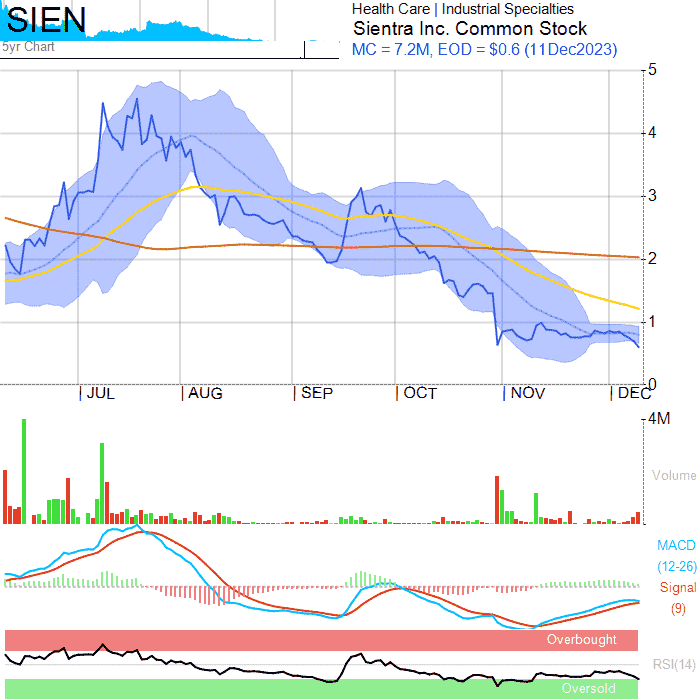 SIEN
5yr Chart
Health Care | Industrial Specialties
Sientra Inc. Common Stock
MC = 7.2M, EOD = $0.6 (11Dec2023)
5
4
3
2
1
0
| JUL | AUG | SEP | OCT | NOV | DEC
4M
Volume
MACD
(12-26)
Signal
(9)
Overbought
RSI(14)
Oversold